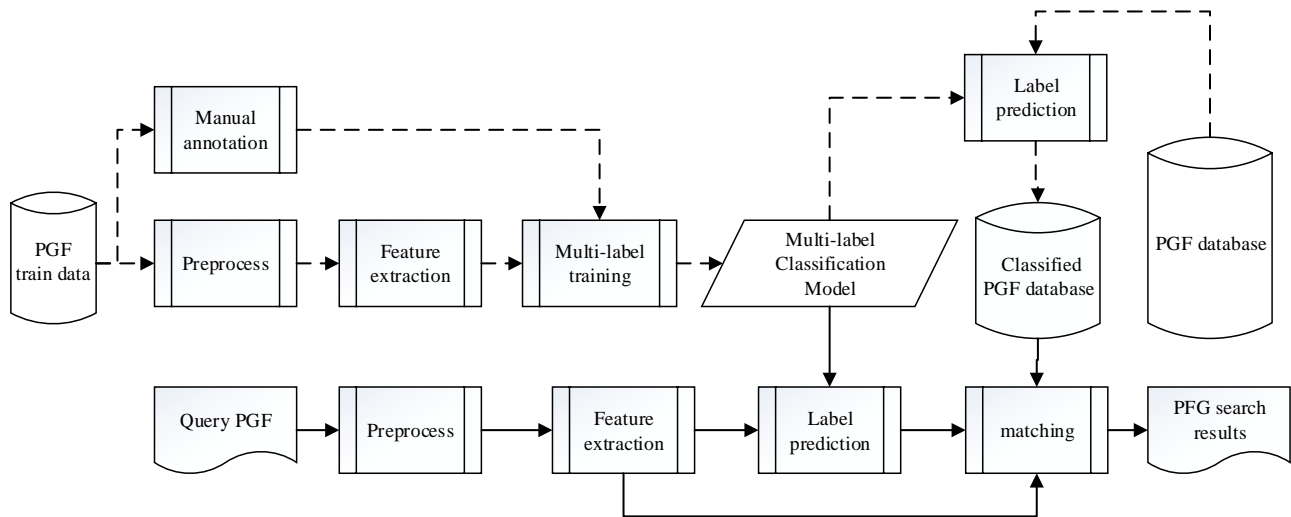 Label
prediction
Manual
annotation
PGF
train data
Preprocess
Feature
extraction
Multi-label
training
Multi-label
Classification
Model
Classified
PGF database
PGF database
Query PGF
Preprocess
Feature
extraction
Label
prediction
matching
PFG search
results